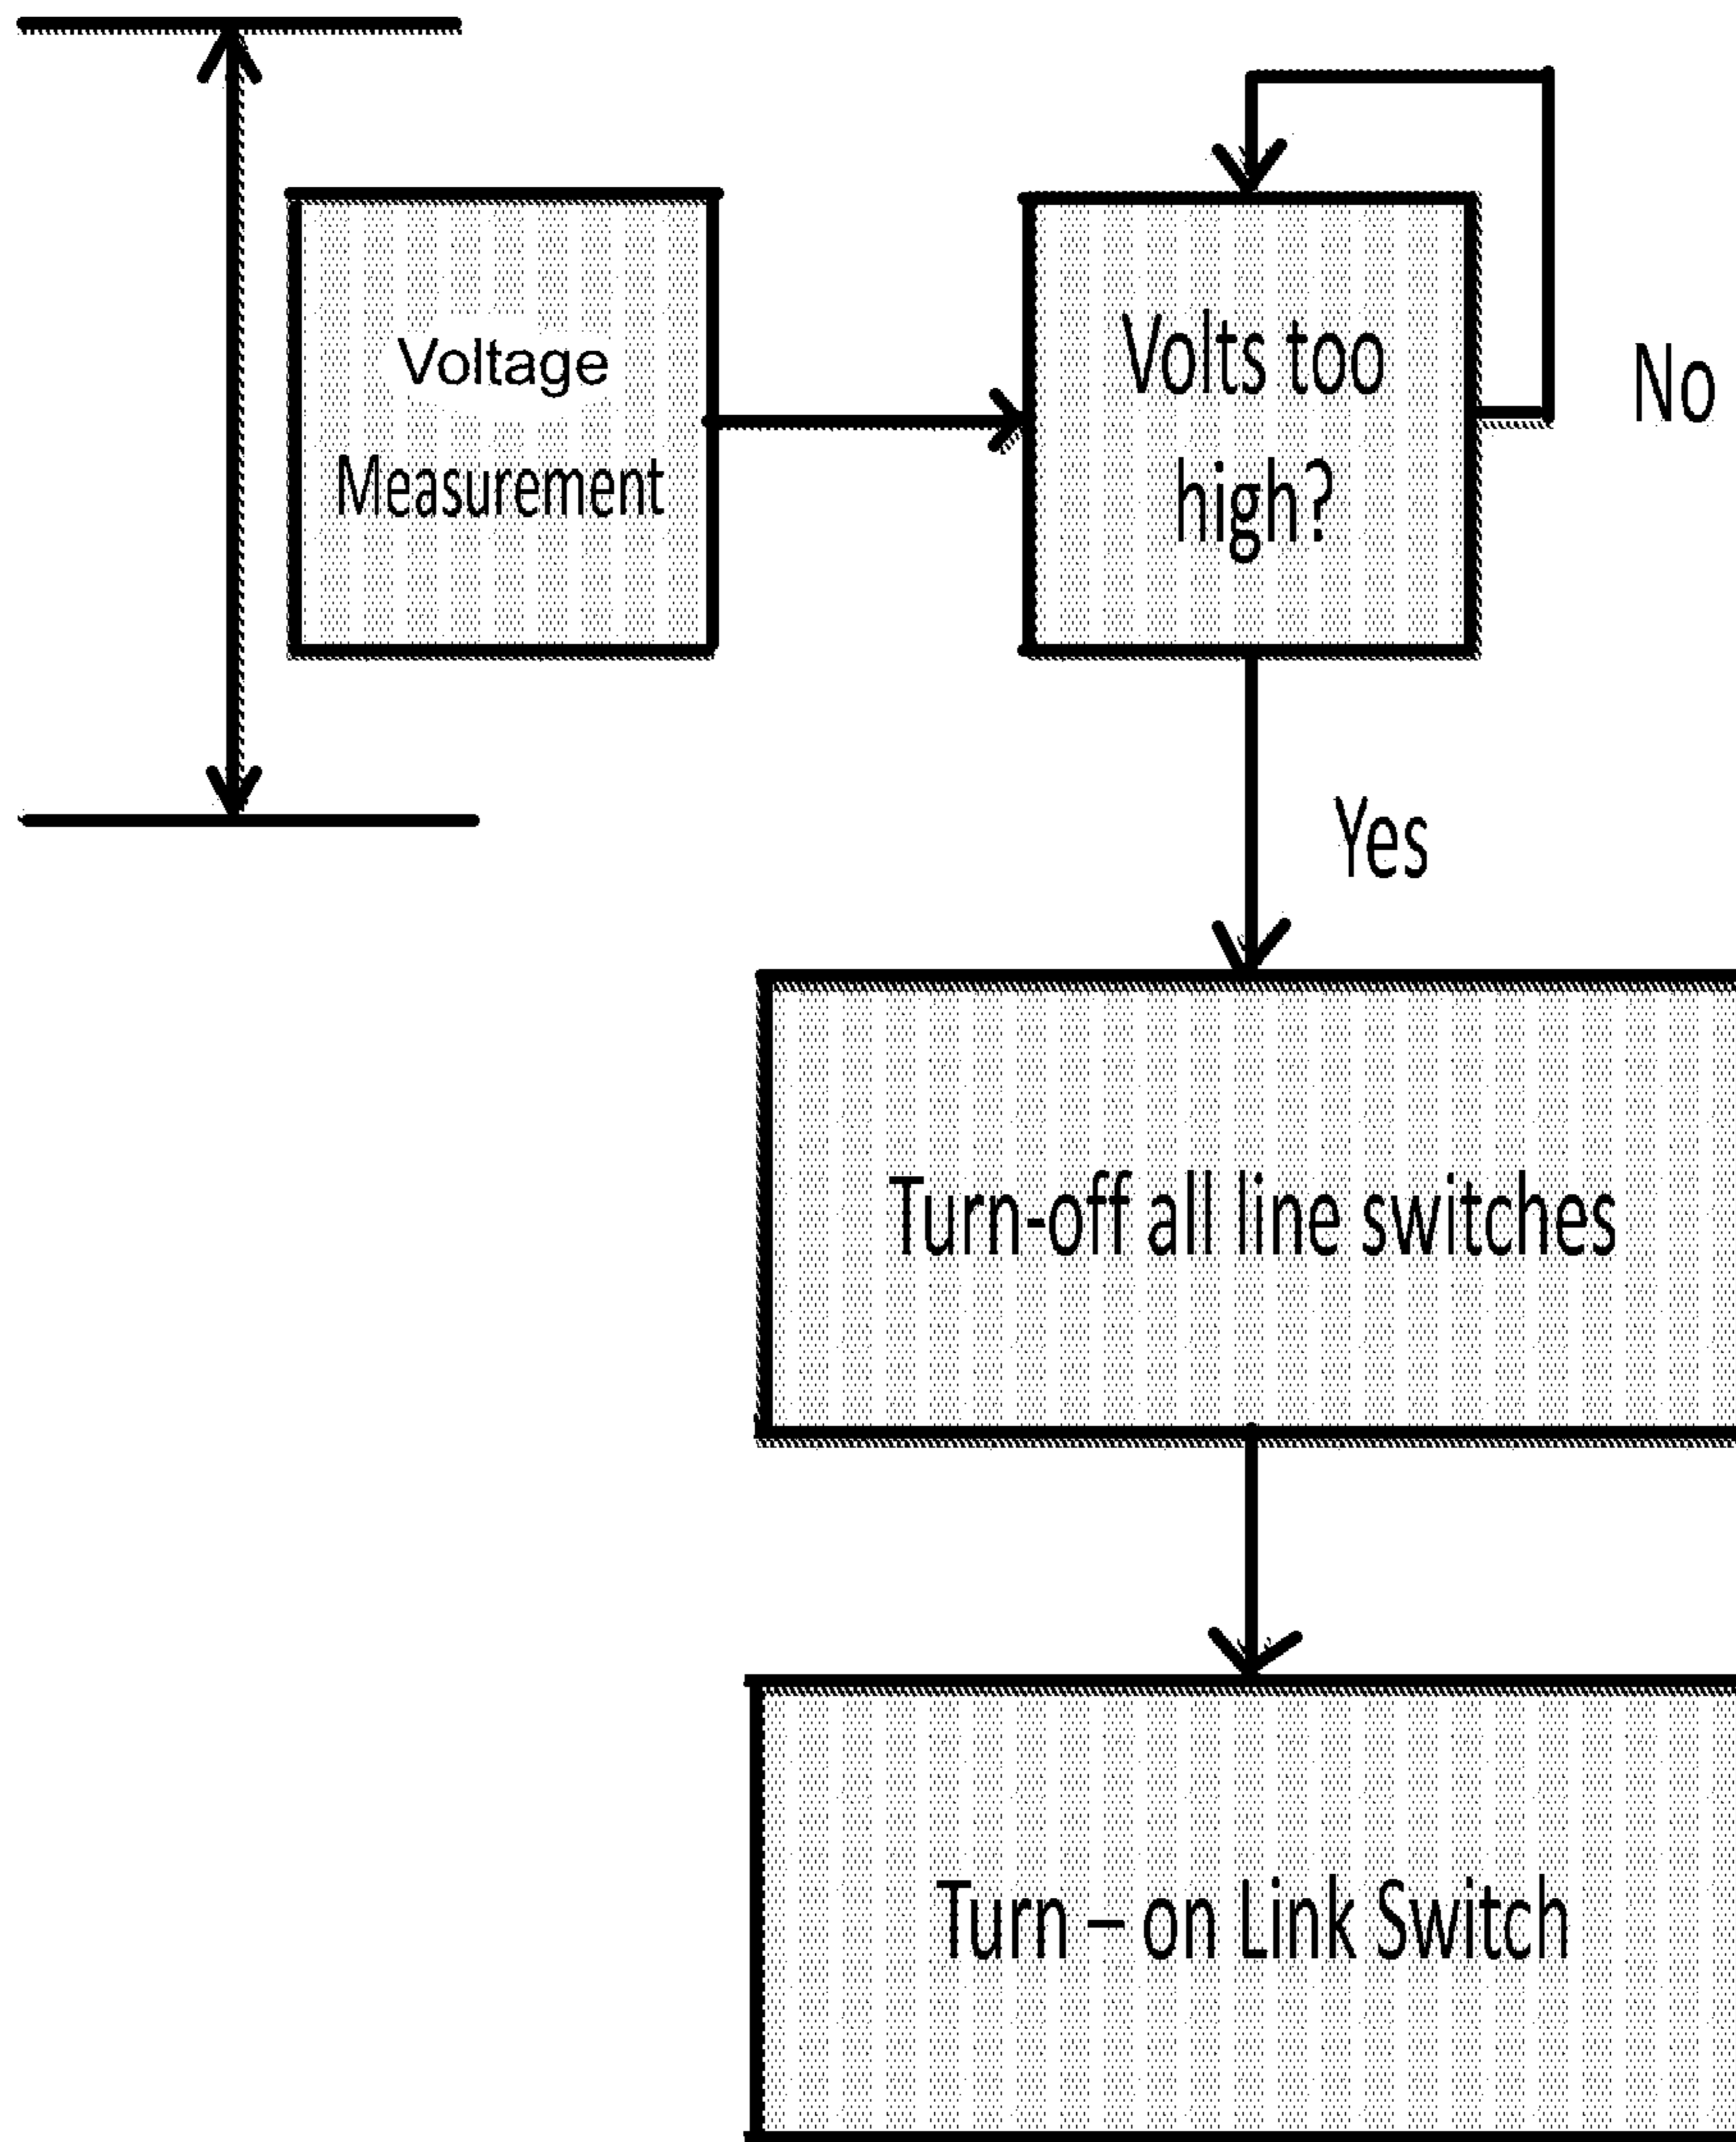 Voltage
Measurement
Volts too
high?
No
Yes
Turn-off all line switches
Turn – on Link Switch